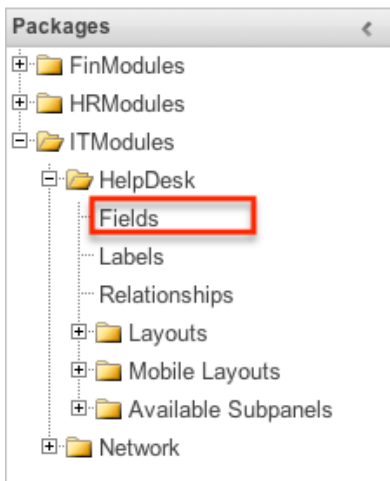 Packages
FinModules
HRModules
ITModules
HelpDesk
Fields
Labels
Relationships
Layouts
Mobile Layouts
Available Subpanels
Network